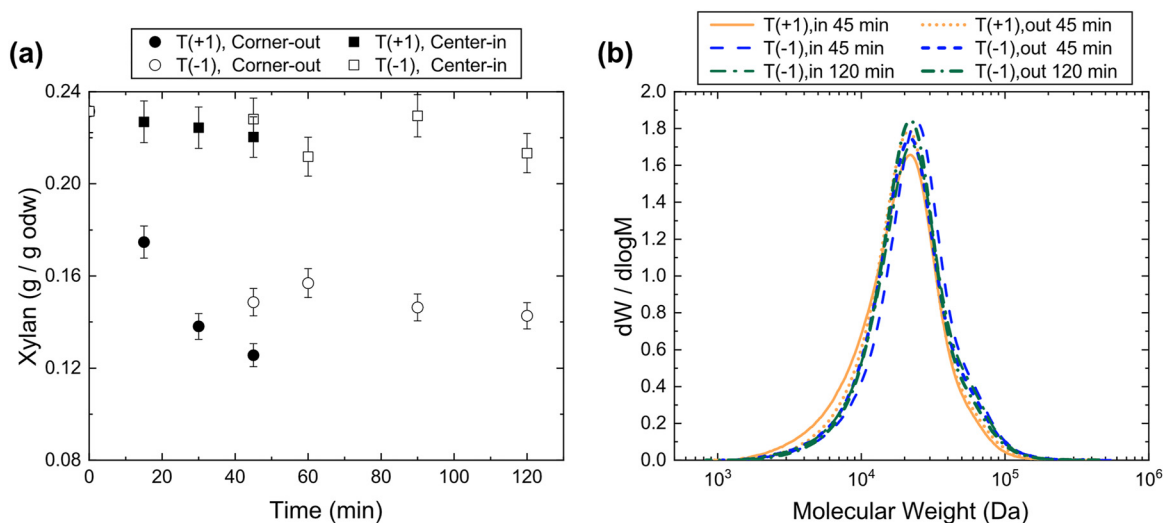 (a)
T(+1), Corner-out T(+1), Center-in
T(-1), Corner-out T(-1), Center-in
0.24
0.20
0.16
0.12
0.08
Xylan (g / g odw)
0 20 40 60 80 100 120
Time (min)
(b)
T(+1),in 45 min T(+1),out 45 min
T(-1),in 45 min T(-1),out 45 min
T(-1),in 120 min T(-1),out 120 min
2.0
1.8
1.6
1.4
1.2
1.0
0.8
0.6
0.4
0.2
0.0
dW / dlogM
10³ 10⁴ 10⁵ 10⁶
Molecular Weight (Da)